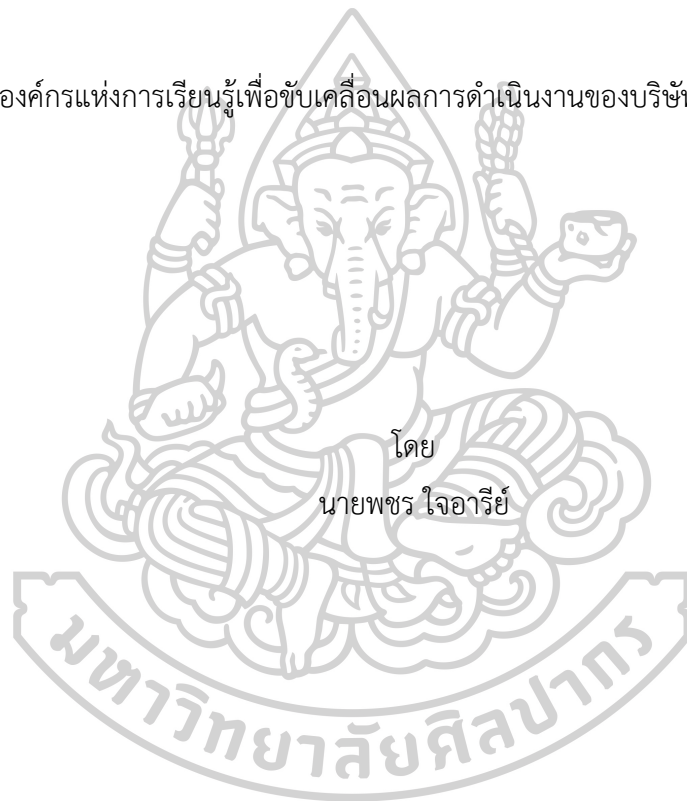 องค์กรแห่งการเรียนรู้เพื่อขับเคลื่อนผลการดำเนินงานของบริษัท
โดย
นายพชร ใจอารีย์
มหาวิทยาลัยศิลปากร